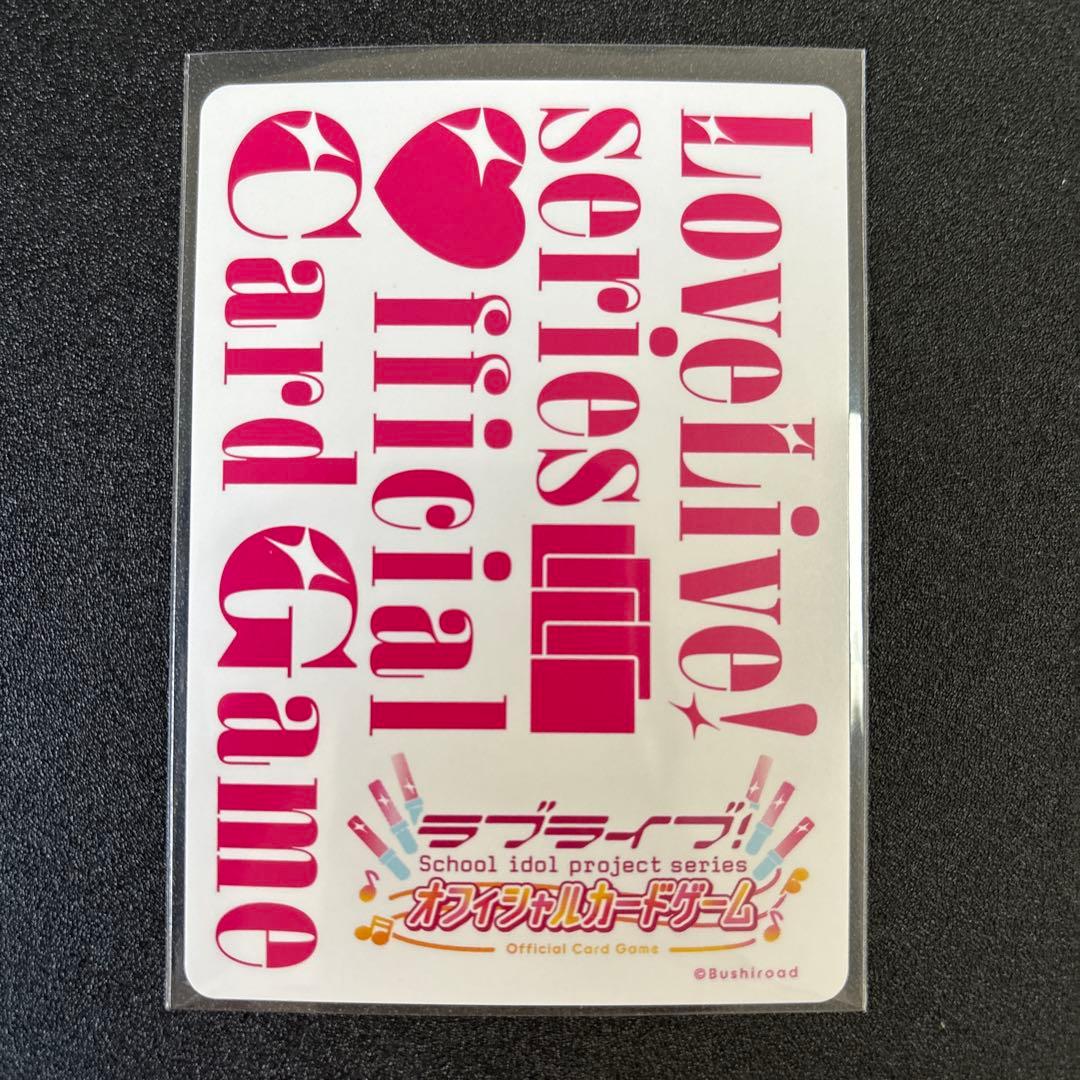 LoveLive!
series
Official
Card Game
ラブライブ!
School idol project series
オフィシャルカードゲーム
Official Card Game
©Bushiroad